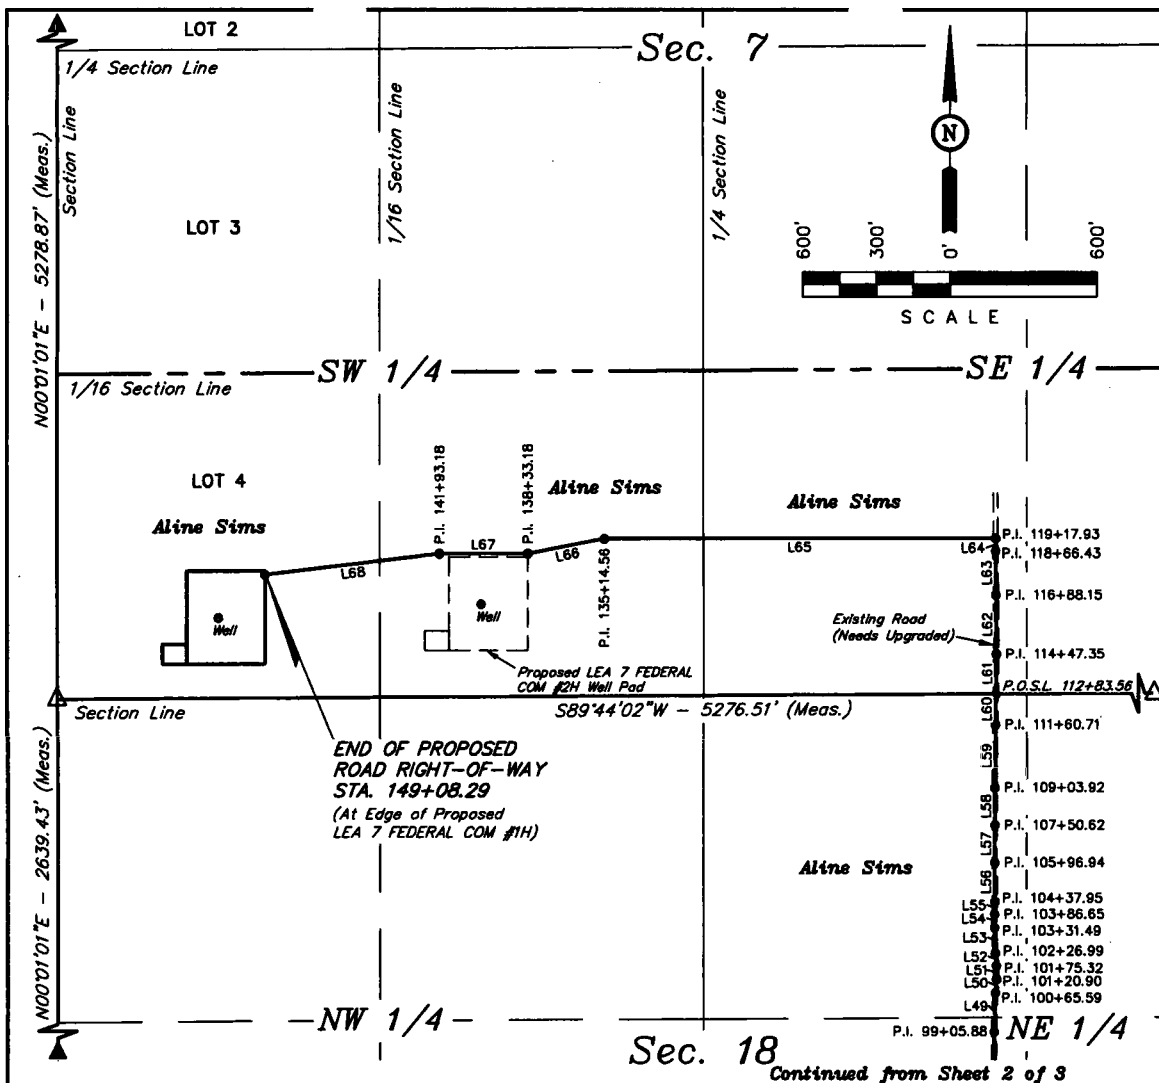 LOT 2
Sec. 7
1/4 Section Line
Section Line
N00°01'01"E - 5278.87' (Meas.)
1/16 Section Line
1/4 Section Line
LOT 3
N
600'
300'
0'
600'
SCALE
SW 1/4
SE 1/4
1/16 Section Line
LOT 4
Aline Sims
P.I. 141+93.18
P.I. 138+33.18
Aline Sims
Aline Sims
L68
L67
L66
L65
P.I. 135+14.56
L64
P.I. 119+17.93
P.I. 118+66.43
L63
P.I. 116+88.15
L62
Existing Road
(Needs Upgraded)
P.I. 114+47.35
L61
P.O.S.L. 112+83.56
Well
Well
Proposed LEA 7 FEDERAL
COM #2H Well Pad
Section Line
S89°44'02"W - 5276.51' (Meas.)
L60
P.I. 111+60.71
L59
P.I. 109+03.92
L58
P.I. 107+50.62
L57
P.I. 105+96.94
L56
P.I. 104+37.95
L55
P.I. 103+86.65
L54
P.I. 103+31.49
L53
P.I. 102+26.99
L52
P.I. 101+75.32
L51
P.I. 101+20.90
L50
P.I. 100+65.59
L49
P.I. 99+05.88
END OF PROPOSED
ROAD RIGHT-OF-WAY
STA. 149+08.29
(At Edge of Proposed
LEA 7 FEDERAL COM #1H)
N00°01'01"E - 2639.43' (Meas.)
Aline Sims
NW 1/4
NE 1/4
Sec. 18
Continued from Sheet 2 of 3